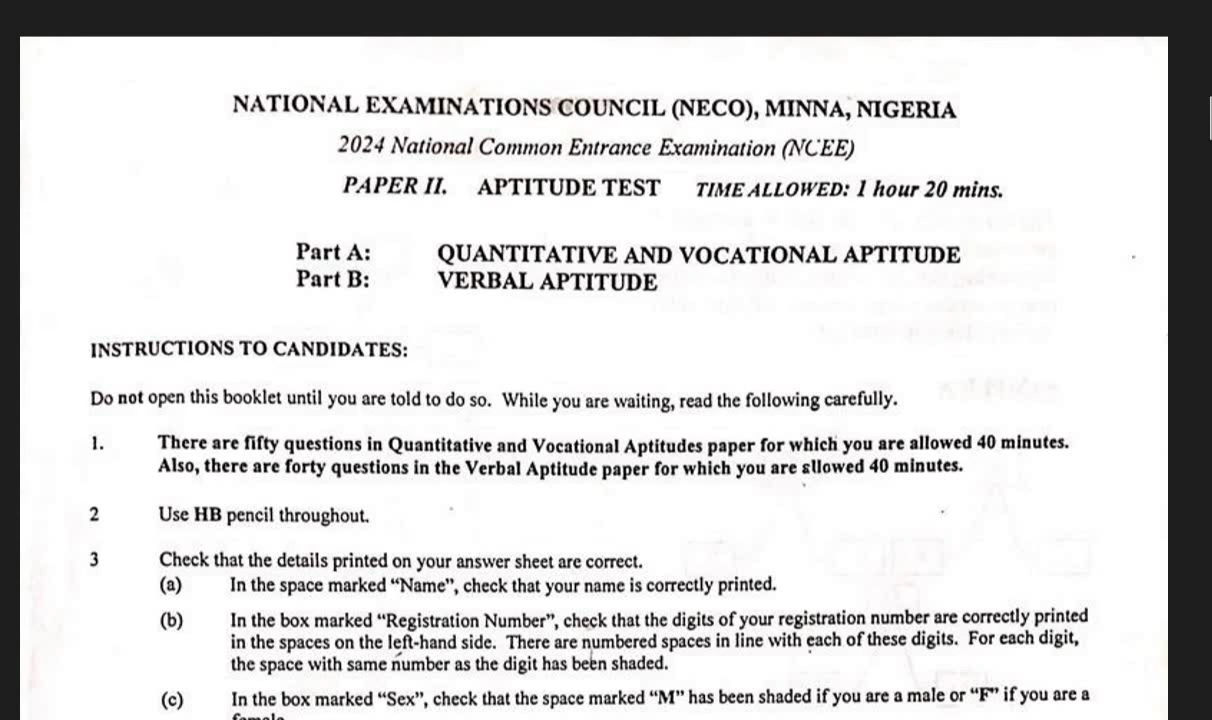 NATIONAL EXAMINATIONS COUNCIL (NECO), MINNA, NIGERIA
2024 National Common Entrance Examination (NCEE)
PAPER II. APTITUDE TEST TIME ALLOWED: 1 hour 20 mins.
Part A: QUANTITATIVE AND VOCATIONAL APTITUDE
Part B: VERBAL APTITUDE
INSTRUCTIONS TO CANDIDATES:
Do not open this booklet until you are told to do so. While you are waiting, read the following carefully.
1. There are fifty questions in Quantitative and Vocational Aptitudes paper for which you are allowed 40 minutes.
Also, there are forty questions in the Verbal Aptitude paper for which you are allowed 40 minutes.
2 Use HB pencil throughout.
3 Check that the details printed on your answer sheet are correct.
(a) In the space marked “Name”, check that your name is correctly printed.
(b) In the box marked “Registration Number”, check that the digits of your registration number are correctly printed
in the spaces on the left-hand side. There are numbered spaces in line with each of these digits. For each digit,
the space with same number as the digit has been shaded.
(c) In the box marked “Sex”, check that the space marked “M” has been shaded if you are a male or “F” if you are a